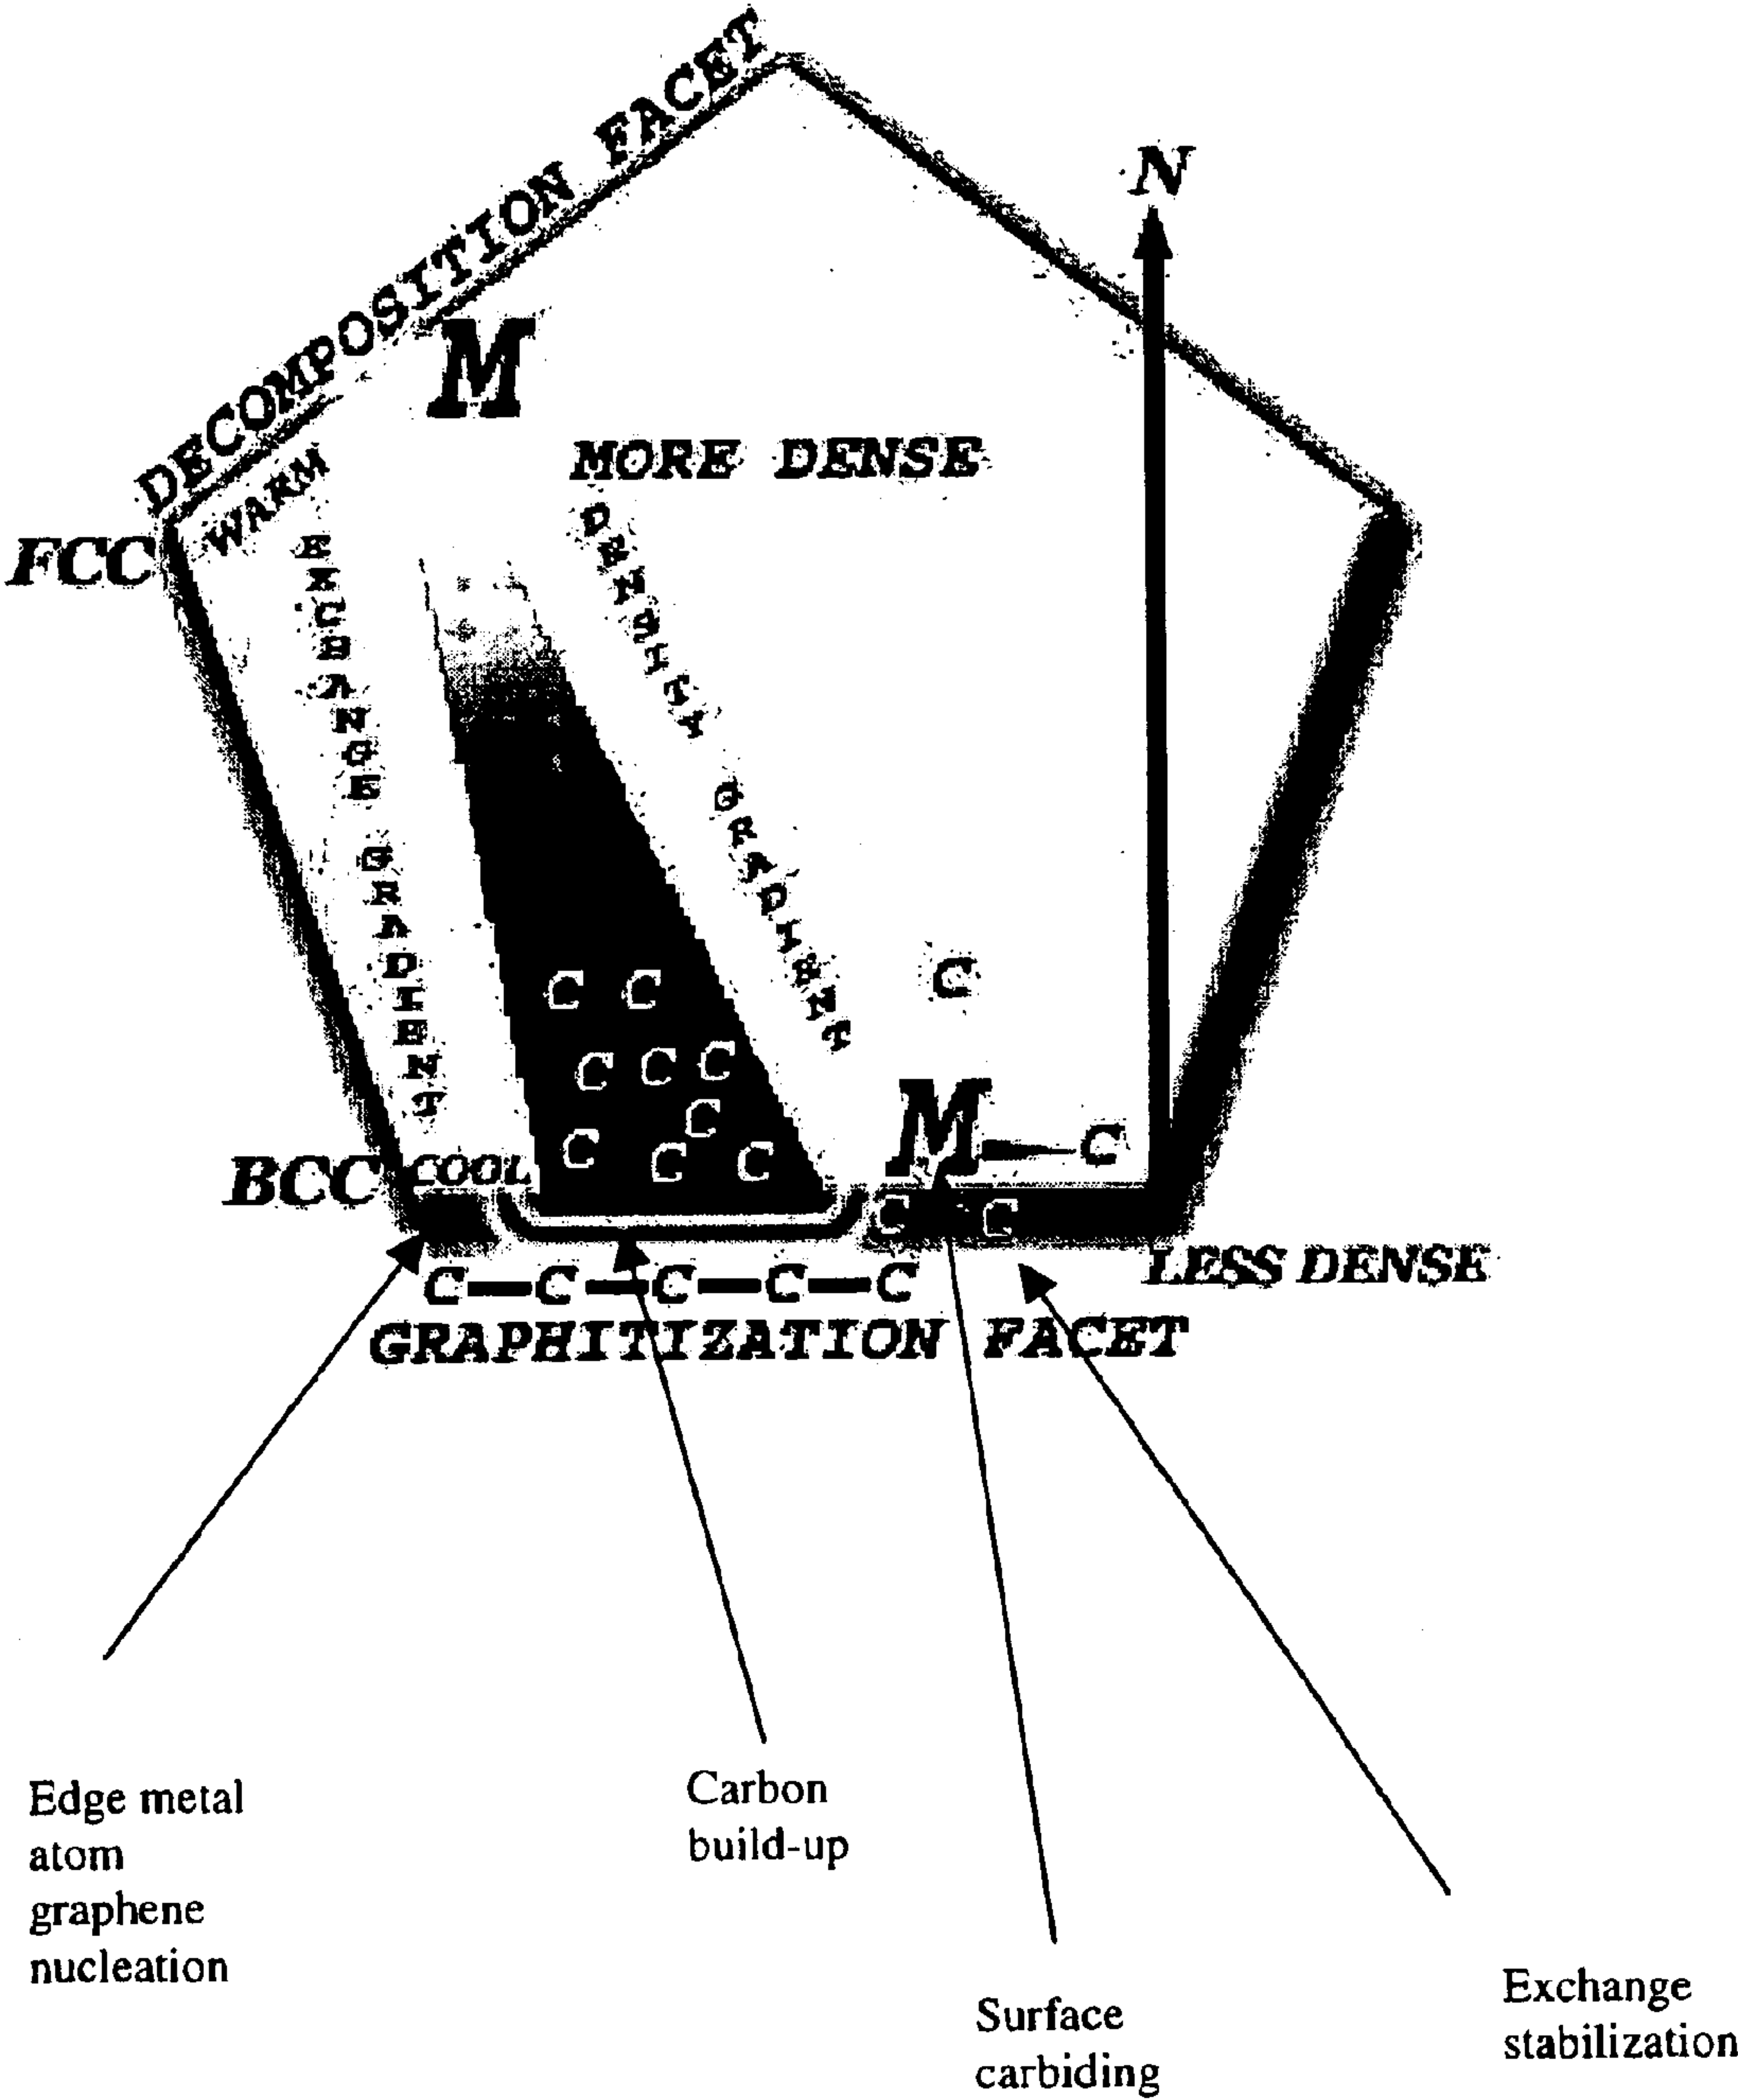 DECOMPOSITION FACET
N
M
MORE DENSE
WARM
FCC
EXCHANGE GRADIENT
DENSITY GRADIENT
C
C C
C C C
C
C C C
M C
BCC COOL
C C
LESS DENSE
C—C—C—C—C
GRAPHITIZATION FACET
Edge metal
atom
graphene
nucleation
Carbon
build-up
Surface
carbiding
Exchange
stabilization